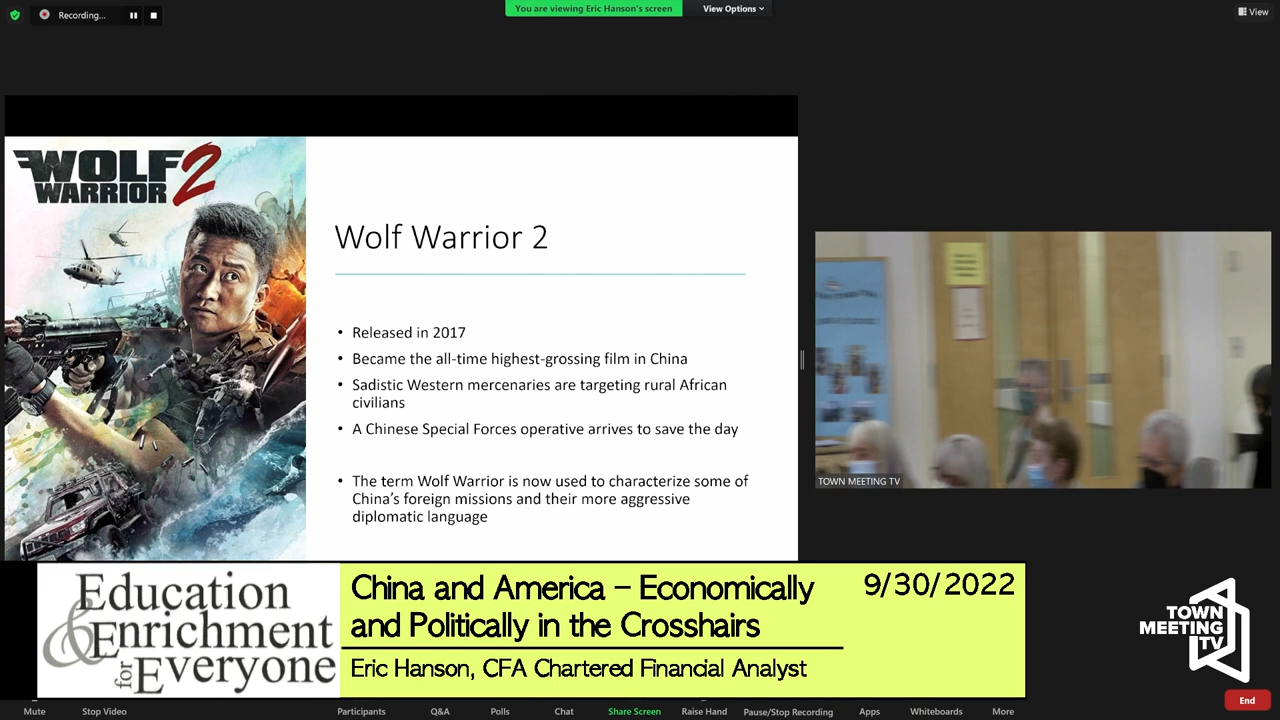 Recording...
You are viewing Eric Hanson's screen
View Options
View
WOLF
WARRIOR 2
Wolf Warrior 2
• Released in 2017
• Became the all-time highest-grossing film in China
• Sadistic Western mercenaries are targeting rural African
civilians
• A Chinese Special Forces operative arrives to save the day
• The term Wolf Warrior is now used to characterize some of
China's foreign missions and their more aggressive
diplomatic language
TOWN MEETING TV
Education
& Enrichment
for Everyone
China and America – Economically
and Politically in the Crosshairs
9/30/2022
Eric Hanson, CFA Chartered Financial Analyst
TOWN
MEETING
TV
End
Mute
Stop Video
Participants
Q&A
Polls
Chat
Share Screen
Raise Hand
Pause/Stop Recording
Apps
Whiteboards
More